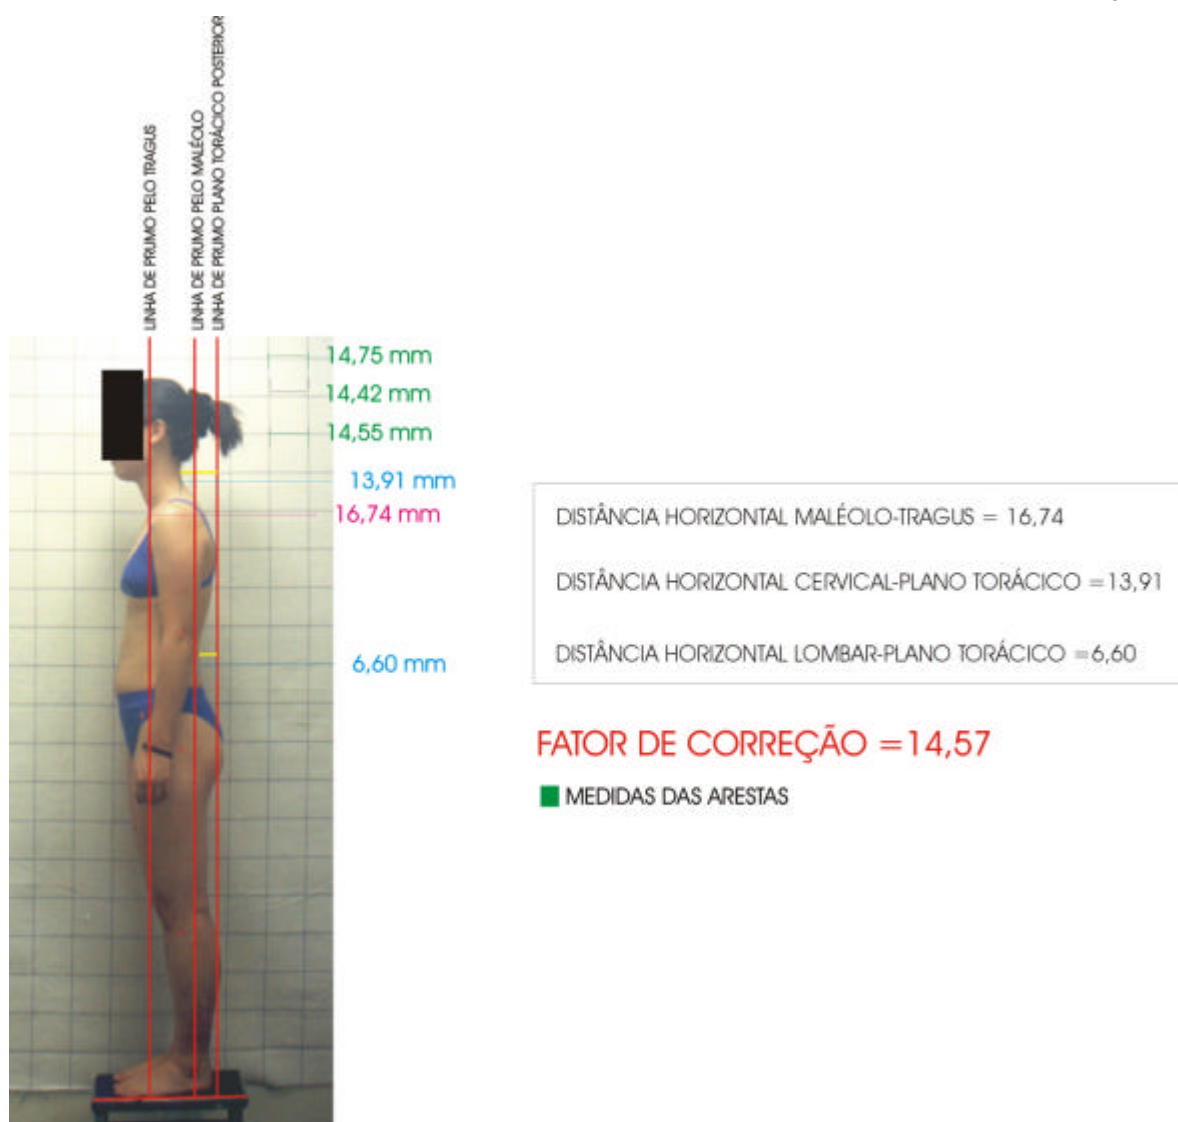 LINHA DE PRUMO PELO TRAGUS
LINHA DE PRUMO PELO MALÉOLO
LINHA DE PRUMO PLANO TORÁCICO POSTERIOR
14,75 mm
14,42 mm
14,55 mm
13,91 mm
16,74 mm
6,60 mm
DISTÂNCIA HORIZONTAL MALÉOLO-TRAGUS = 16,74
DISTÂNCIA HORIZONTAL CERVICAL-PLANO TORÁCICO =13,91
DISTÂNCIA HORIZONTAL LOMBAR-PLANO TORÁCICO =6,60
FATOR DE CORREÇÃO =14,57
MEDIDAS DAS ARESTAS